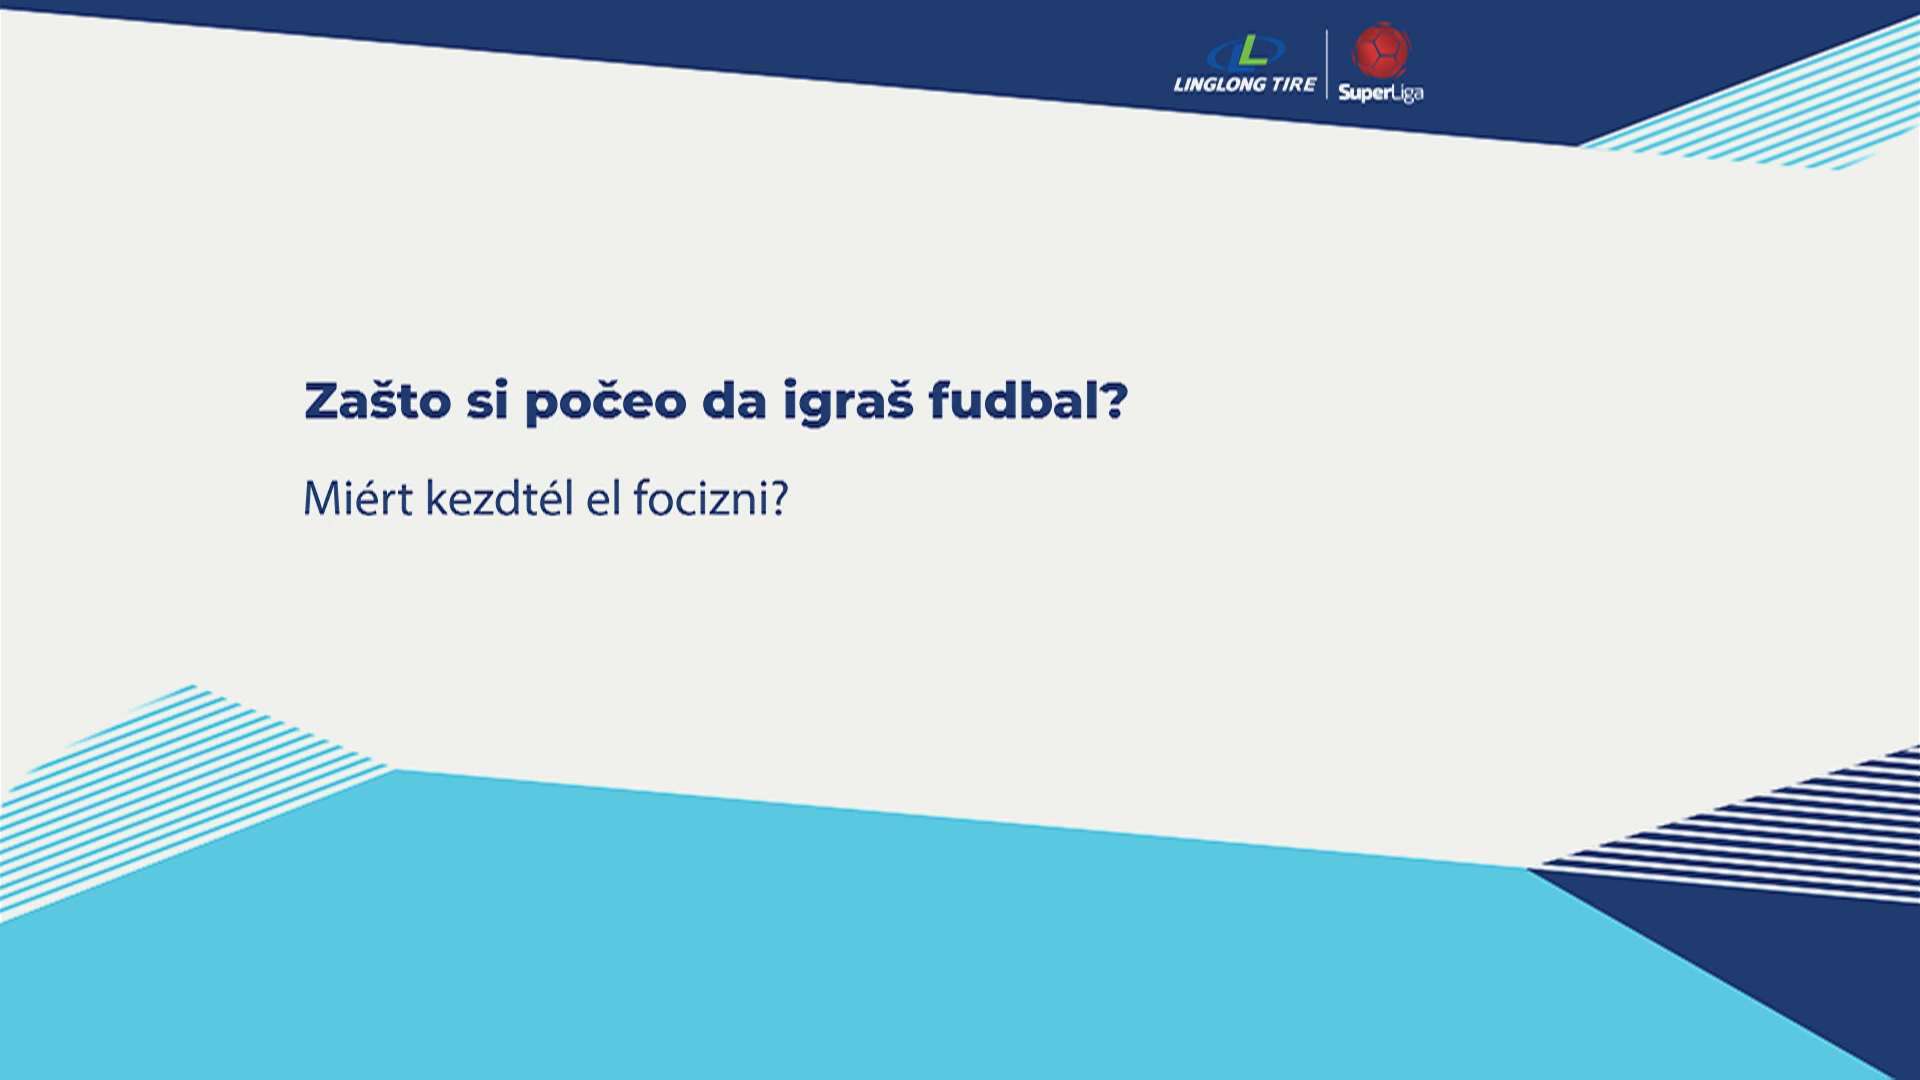 LINGLONG TIRE
SuperLiga
Zašto si počeo da igraš fudbal?
Miért kezdtél el focizni?